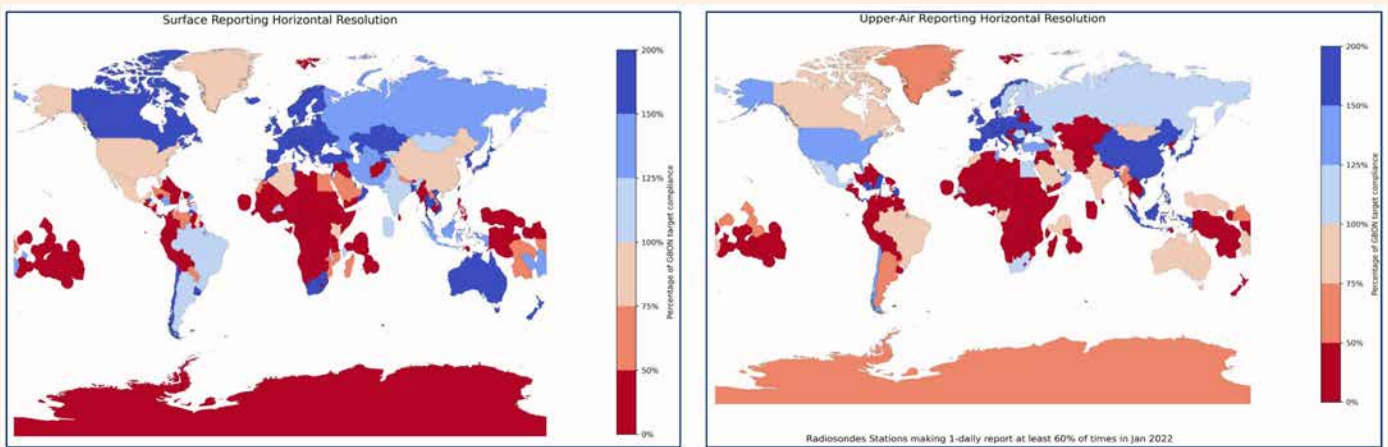 Surface Reporting Horizontal Resolution
200%
150%
125%
100%
75%
50%
0%
Percentage of GBON target compliance
Upper-Air Reporting Horizontal Resolution
200%
150%
125%
100%
75%
50%
0%
Percentage of GBON target compliance
Radiosondes Stations making 1-daily report at least 60% of times in Jan 2022